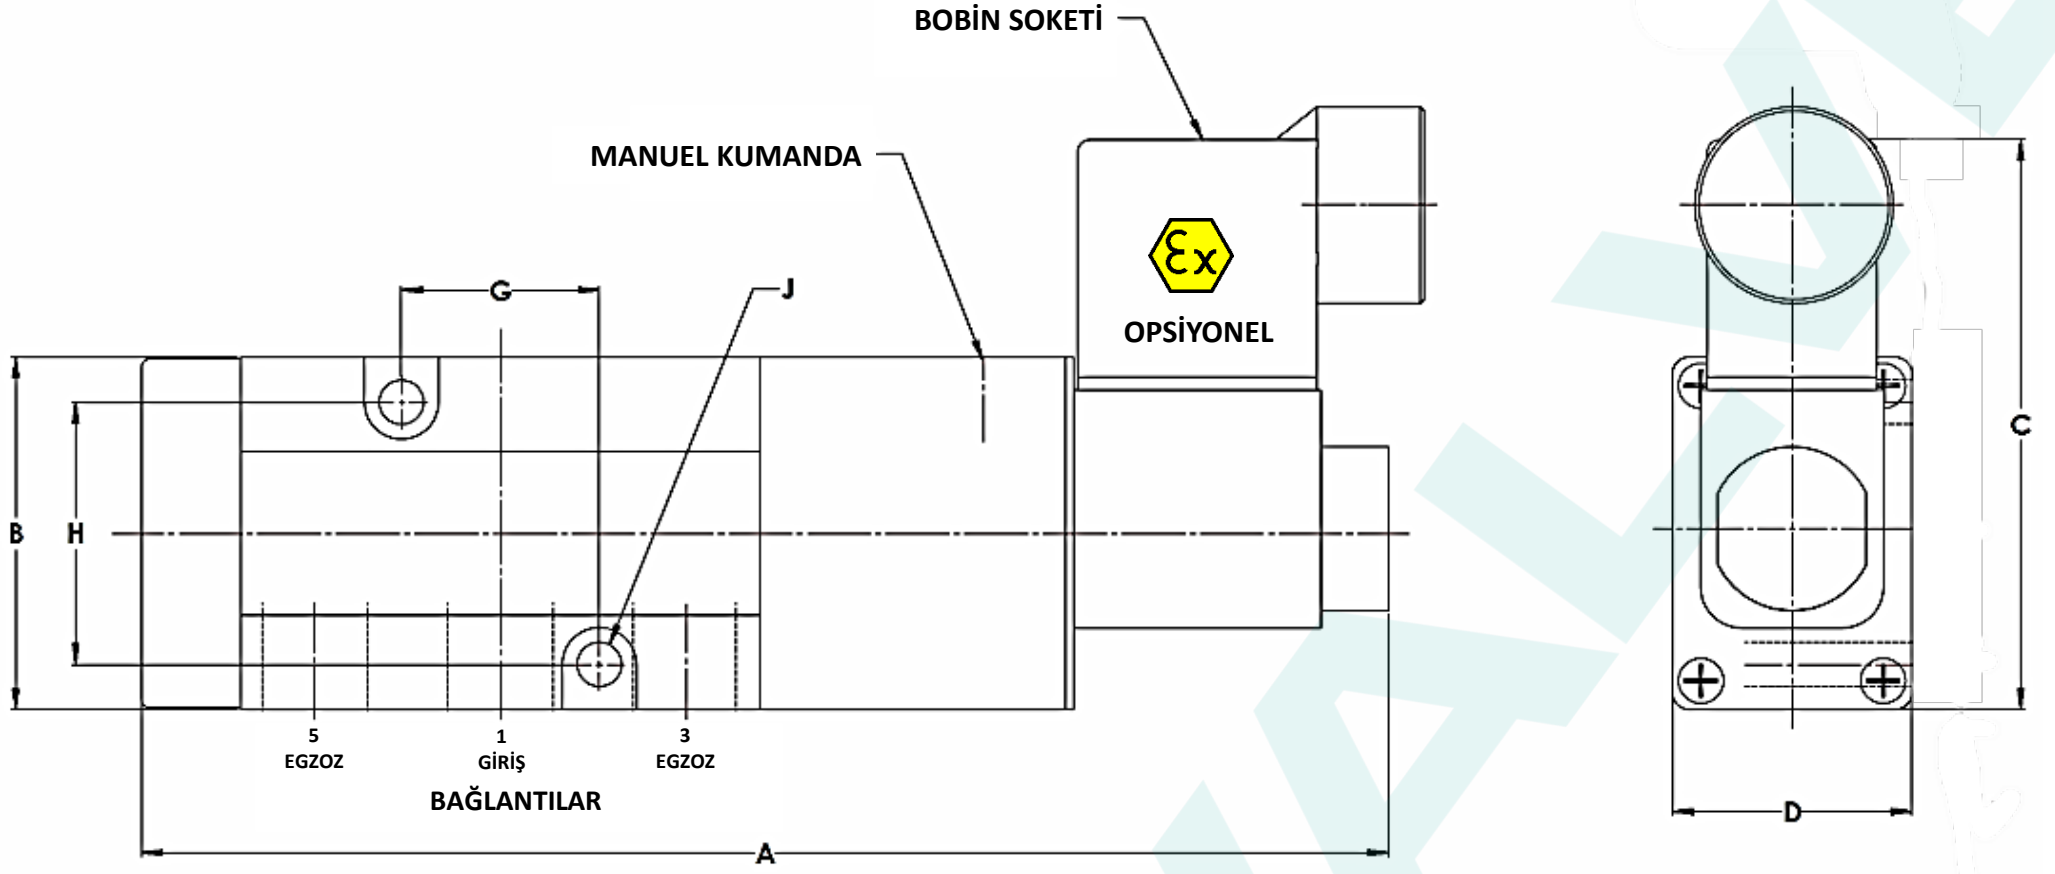 BOBİN SOKETİ
MANUEL KUMANDA
Ex
OPSİYONEL
G
J
C
B
H
5
EGZOZ
1
GİRİŞ
3
EGZOZ
BAĞLANTILAR
D
A